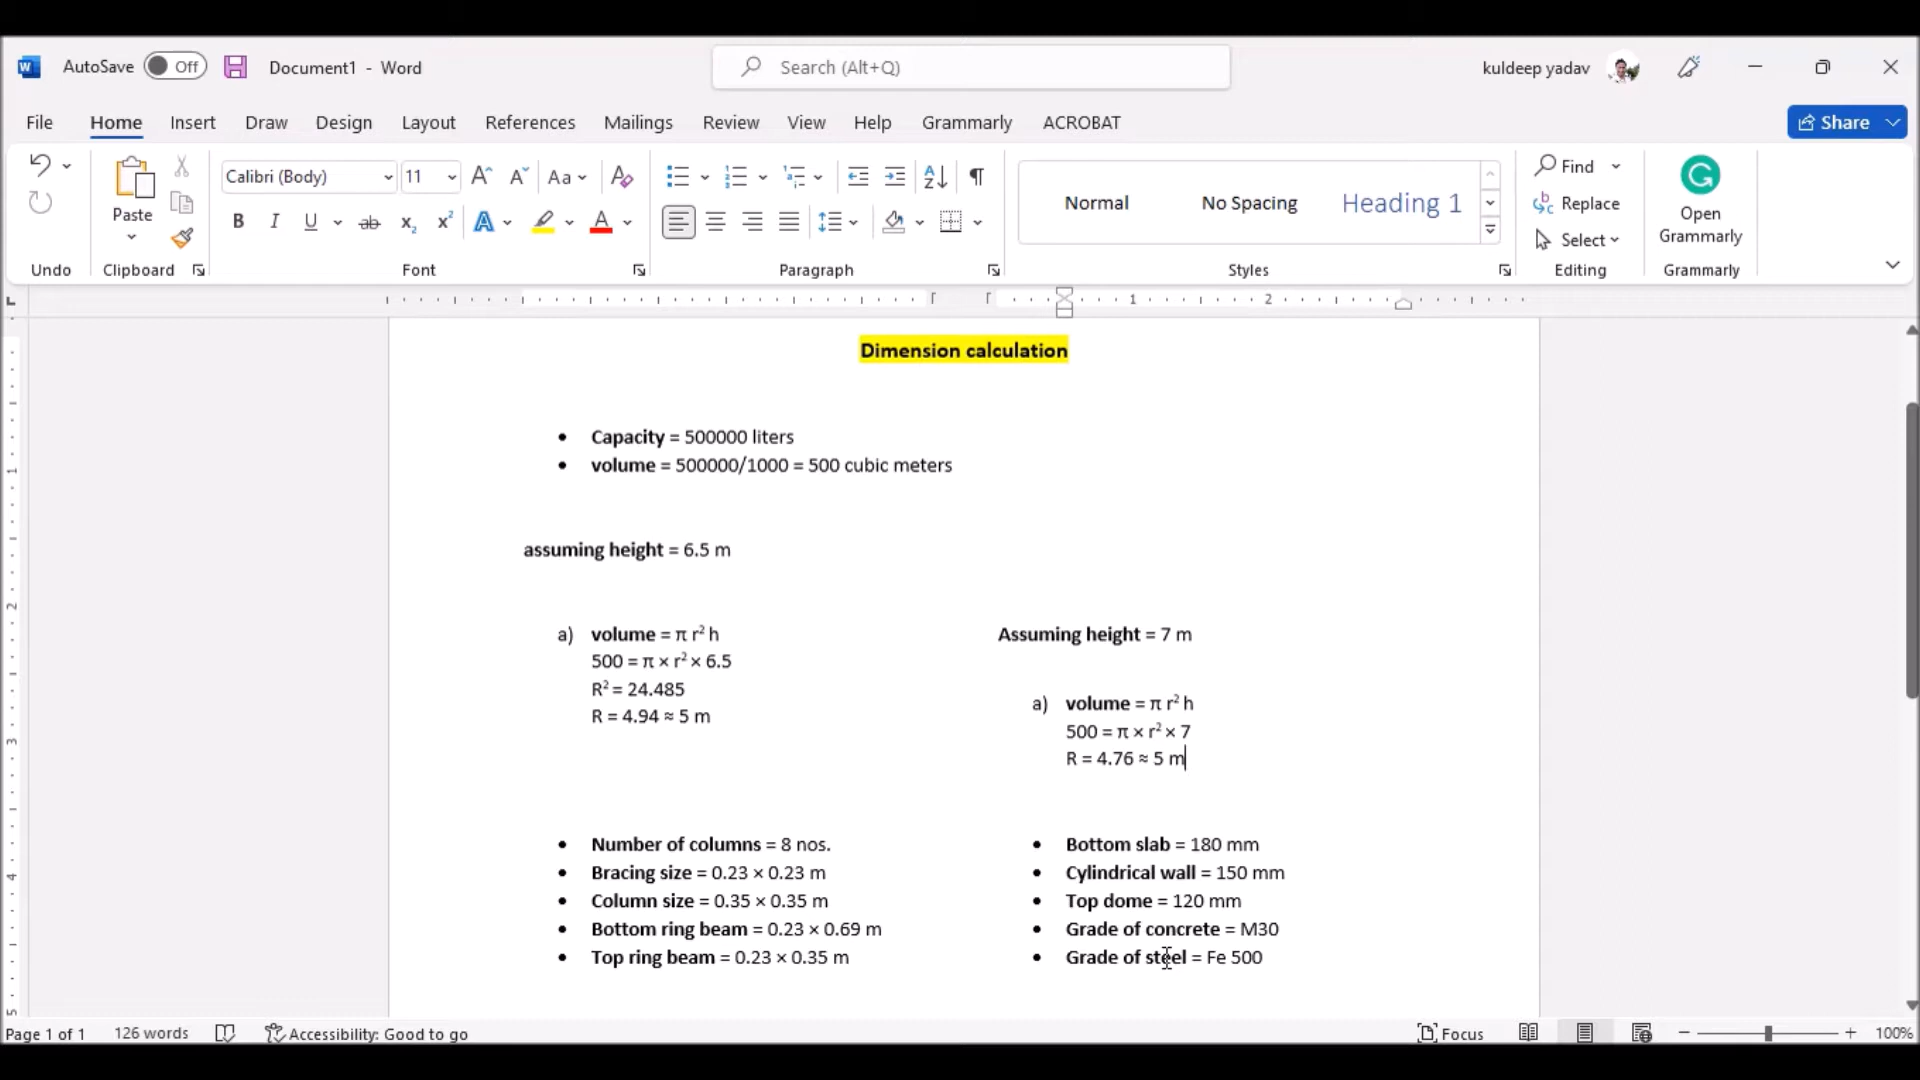 AutoSave Off Document1 - Word Search (Alt+Q) kuldeep yadav
File Home Insert Draw Design Layout References Mailings Review View Help Grammarly ACROBAT Share
Paste
Calibri (Body) 11
Normal No Spacing Heading 1
Find
Replace
Select
Open
Grammarly
Undo Clipboard Font Paragraph Styles Editing Grammarly
1 2
Dimension calculation
• Capacity = 500000 liters
• volume = 500000/1000 = 500 cubic meters
assuming height = 6.5 m
a) volume = π r² h
500 = π × r² × 6.5
R² = 24.485
R = 4.94 ≈ 5 m
Assuming height = 7 m
a) volume = π r² h
500 = π × r² × 7
R = 4.76 ≈ 5 m
• Number of columns = 8 nos.
• Bracing size = 0.23 × 0.23 m
• Column size = 0.35 × 0.35 m
• Bottom ring beam = 0.23 × 0.69 m
• Top ring beam = 0.23 × 0.35 m
• Bottom slab = 180 mm
• Cylindrical wall = 150 mm
• Top dome = 120 mm
• Grade of concrete = M30
• Grade of steel = Fe 500
Page 1 of 1 126 words Accessibility: Good to go Focus 100%